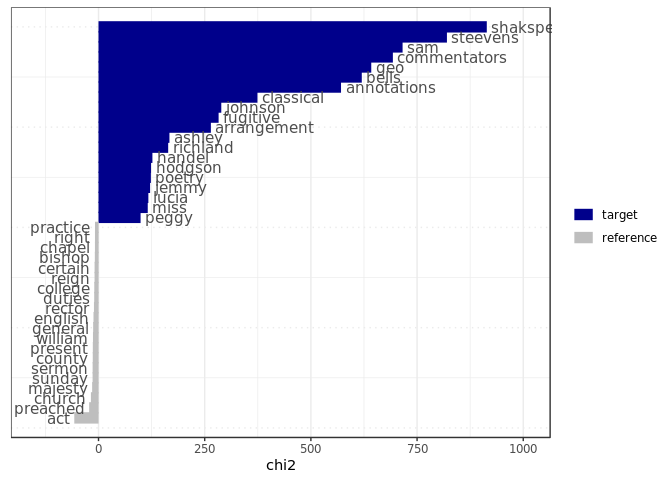 shakspe
steevens
sam
commentators
geo
bells
annotations
classical
johnson
fugitive
arrangement
ashley
richland
handel
hodgson
poetry
jemmy
lucia
miss
peggy
practice
right
chapel
bishop
certain
reign
college
duties
rector
english
general
william
present
county
sermon
sunday
majesty
church
preached
act
0 250 500 750 1000
chi2
target
reference